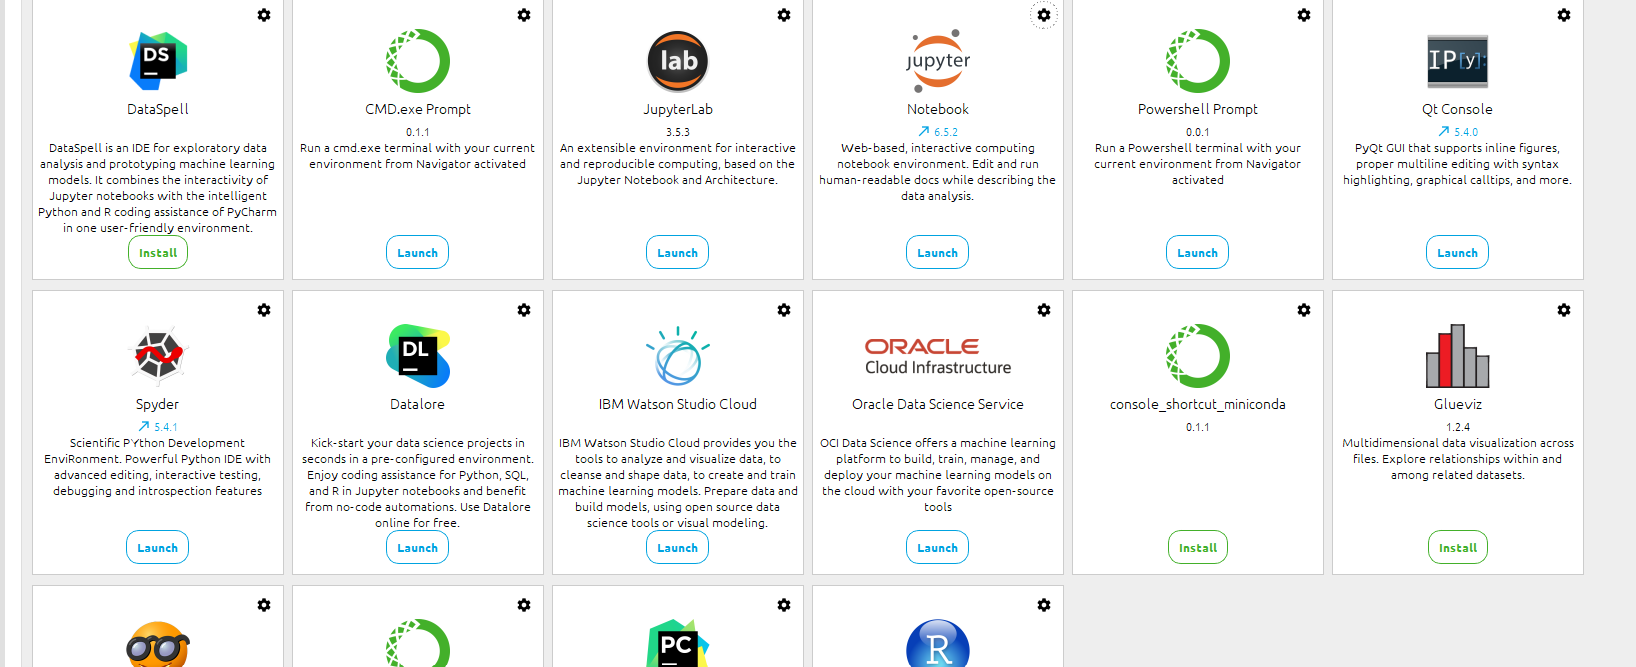 DS
DataSpell
DataSpell is an IDE for exploratory data
analysis and prototyping machine learning
models. It combines the interactivity of
Jupyter notebooks with the intelligent
Python and R coding assistance of PyCharm
in one user-friendly environment.
Install
CMD.exe Prompt
0.1.1
Run a cmd.exe terminal with your current
environment from Navigator activated
Launch
lab
JupyterLab
3.5.3
An extensible environment for interactive
and reproducible computing, based on the
Jupyter Notebook and Architecture.
Launch
jupyter
Notebook
6.5.2
Web-based, interactive computing
notebook environment. Edit and run
human-readable docs while describing the
data analysis.
Launch
Powershell Prompt
0.0.1
Run a Powershell terminal with your
current environment from Navigator
activated
Launch
IP[y]:
Qt Console
5.4.0
PyQt GUI that supports inline figures,
proper multiline editing with syntax
highlighting, graphical calltips, and more.
Launch
Spyder
5.4.1
Scientific PYthon Development
EnviRonment. Powerful Python IDE with
advanced editing, interactive testing,
debugging and introspection features
Launch
DL
Datalore
Kick-start your data science projects in
seconds in a pre-configured environment.
Enjoy coding assistance for Python, SQL,
and R in Jupyter notebooks and benefit
from no-code automations. Use Datalore
online for free.
Launch
IBM Watson Studio Cloud
IBM Watson Studio Cloud provides you the
tools to analyze and visualize data, to
cleanse and shape data, to create and train
machine learning models. Prepare data and
build models, using open source data
science tools or visual modeling.
Launch
ORACLE
Cloud Infrastructure
Oracle Data Science Service
OCI Data Science offers a machine learning
platform to build, train, manage, and
deploy your machine learning models on
the cloud with your favorite open-source
tools
Launch
console_shortcut_miniconda
0.1.1
Install
Glueviz
1.2.4
Multidimensional data visualization across
files. Explore relationships within and
among related datasets.
Install
PC
R